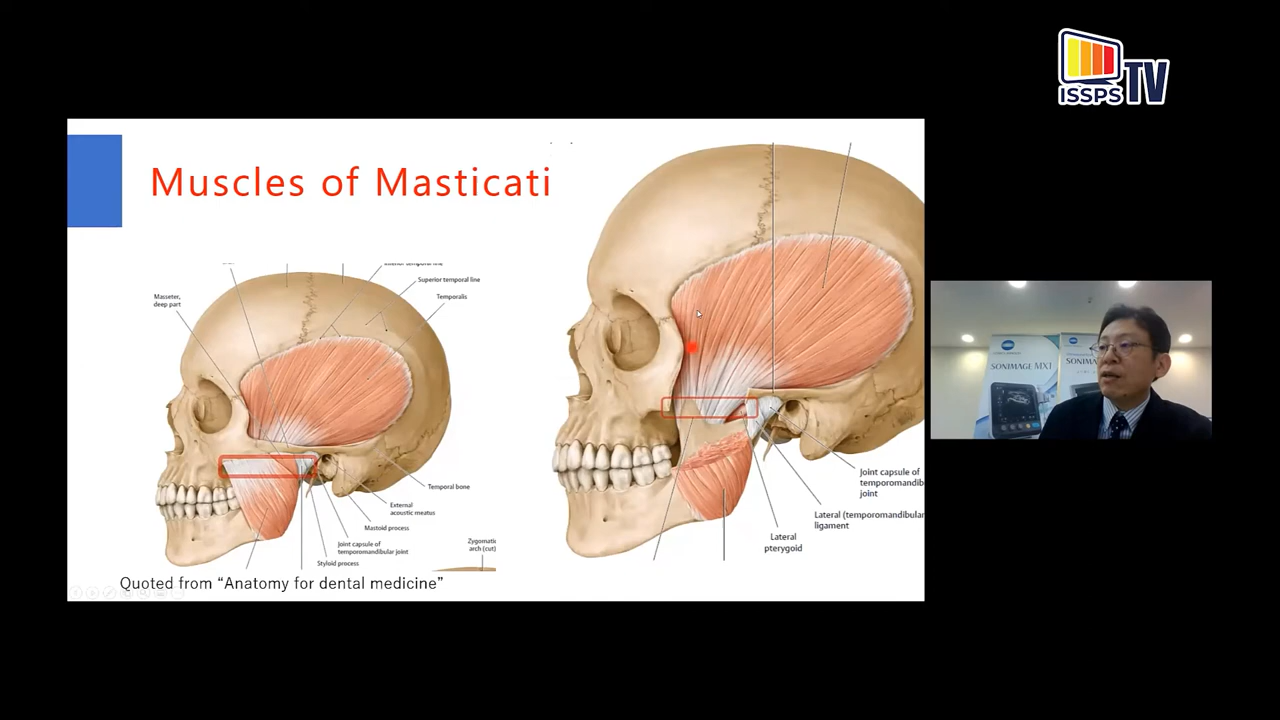 ISSPS TV
Muscles of Masticati
Superior temporal line
Masseter,
deep part
Temporalis
Temporal bone
External
acoustic meatus
Mastoid process
Joint capsule of
temporomandibular joint
Styloid process
Zygomatic
arch (cut)
Joint capsule of
temporomandib
joint
Lateral (temporomandibular
ligament
Lateral
pterygoid
Quoted from “Anatomy for dental medicine”
SONIMAGE MX1
SONIMA